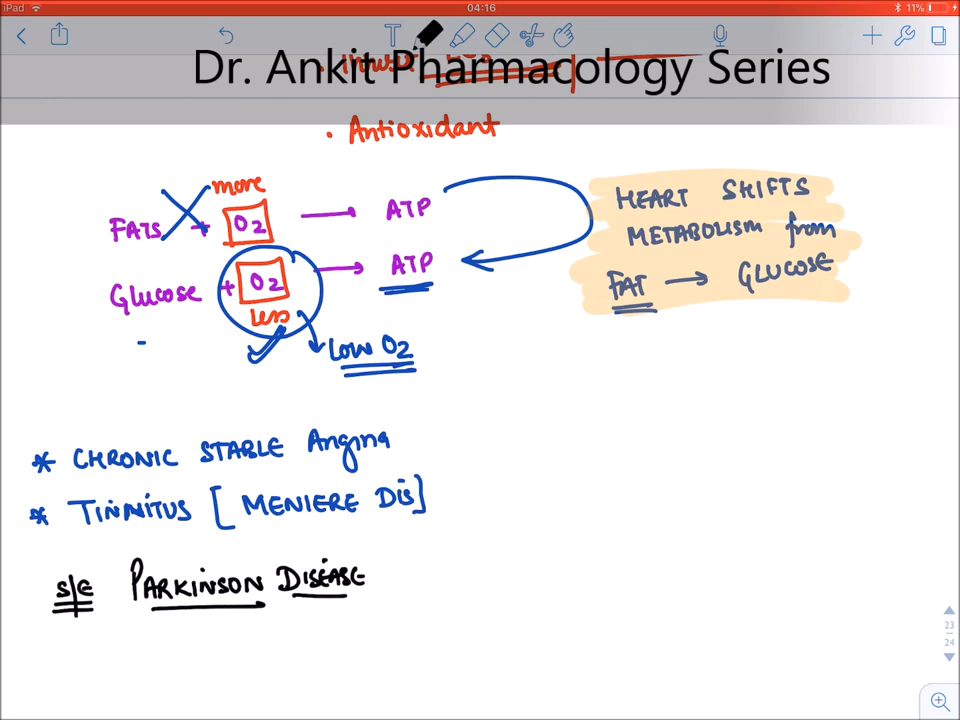 iPad 04:16 11%
T
Dr. Ankit Pharmacology Series
. Antioxidant
more
FATS + O2 → ATP
Glucose + O2 → ATP
Less
Low O2
HEART SHIFTS
METABOLISM from
FAT → GLUCOSE
* CHRONIC STABLE Angina
* TINNITUS [ MENIERE DIS]
S/E PARKINSON DISEASE
23
24